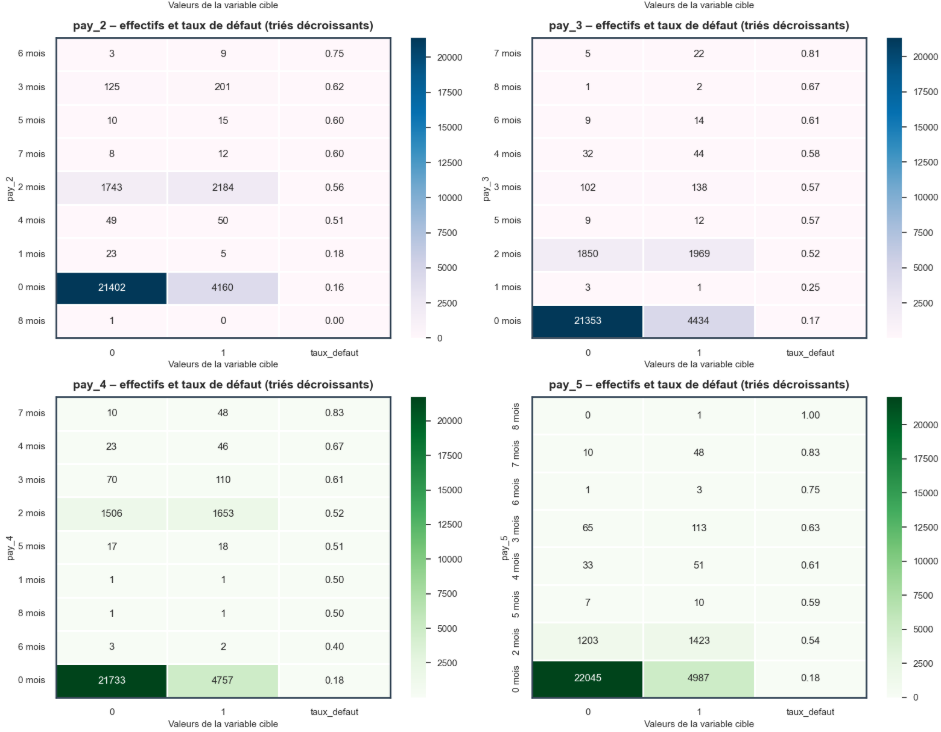 Valeurs de la variable cible
Valeurs de la variable cible
pay_2 – effectifs et taux de défaut (triés décroissants)
6 mois 3 9 0.75
3 mois 125 201 0.62
5 mois 10 15 0.60
7 mois 8 12 0.60
2 mois 1743 2184 0.56
4 mois 49 50 0.51
1 mois 23 5 0.18
0 mois 21402 4160 0.16
8 mois 1 0 0.00
pay_2
0 1 taux_defaut
Valeurs de la variable cible
20000
17500
15000
12500
10000
7500
5000
2500
0
pay_3 – effectifs et taux de défaut (triés décroissants)
7 mois 5 22 0.81
8 mois 1 2 0.67
6 mois 9 14 0.61
4 mois 32 44 0.58
3 mois 102 138 0.57
5 mois 9 12 0.57
2 mois 1850 1969 0.52
1 mois 3 1 0.25
0 mois 21353 4434 0.17
pay_3
0 1 taux_defaut
Valeurs de la variable cible
20000
17500
15000
12500
10000
7500
5000
2500
pay_4 – effectifs et taux de défaut (triés décroissants)
7 mois 10 48 0.83
4 mois 23 46 0.67
3 mois 70 110 0.61
2 mois 1506 1653 0.52
5 mois 17 18 0.51
1 mois 1 1 0.50
8 mois 1 1 0.50
6 mois 3 2 0.40
0 mois 21733 4757 0.18
pay_4
0 1 taux_defaut
Valeurs de la variable cible
20000
17500
15000
12500
10000
7500
5000
2500
pay_5 – effectifs et taux de défaut (triés décroissants)
8 mois 0 1 1.00
7 mois 10 48 0.83
6 mois 1 3 0.75
3 mois 65 113 0.63
4 mois 33 51 0.61
5 mois 7 10 0.59
2 mois 1203 1423 0.54
0 mois 22045 4987 0.18
pay_5
0 1 taux_defaut
Valeurs de la variable cible
20000
17500
15000
12500
10000
7500
5000
2500
0